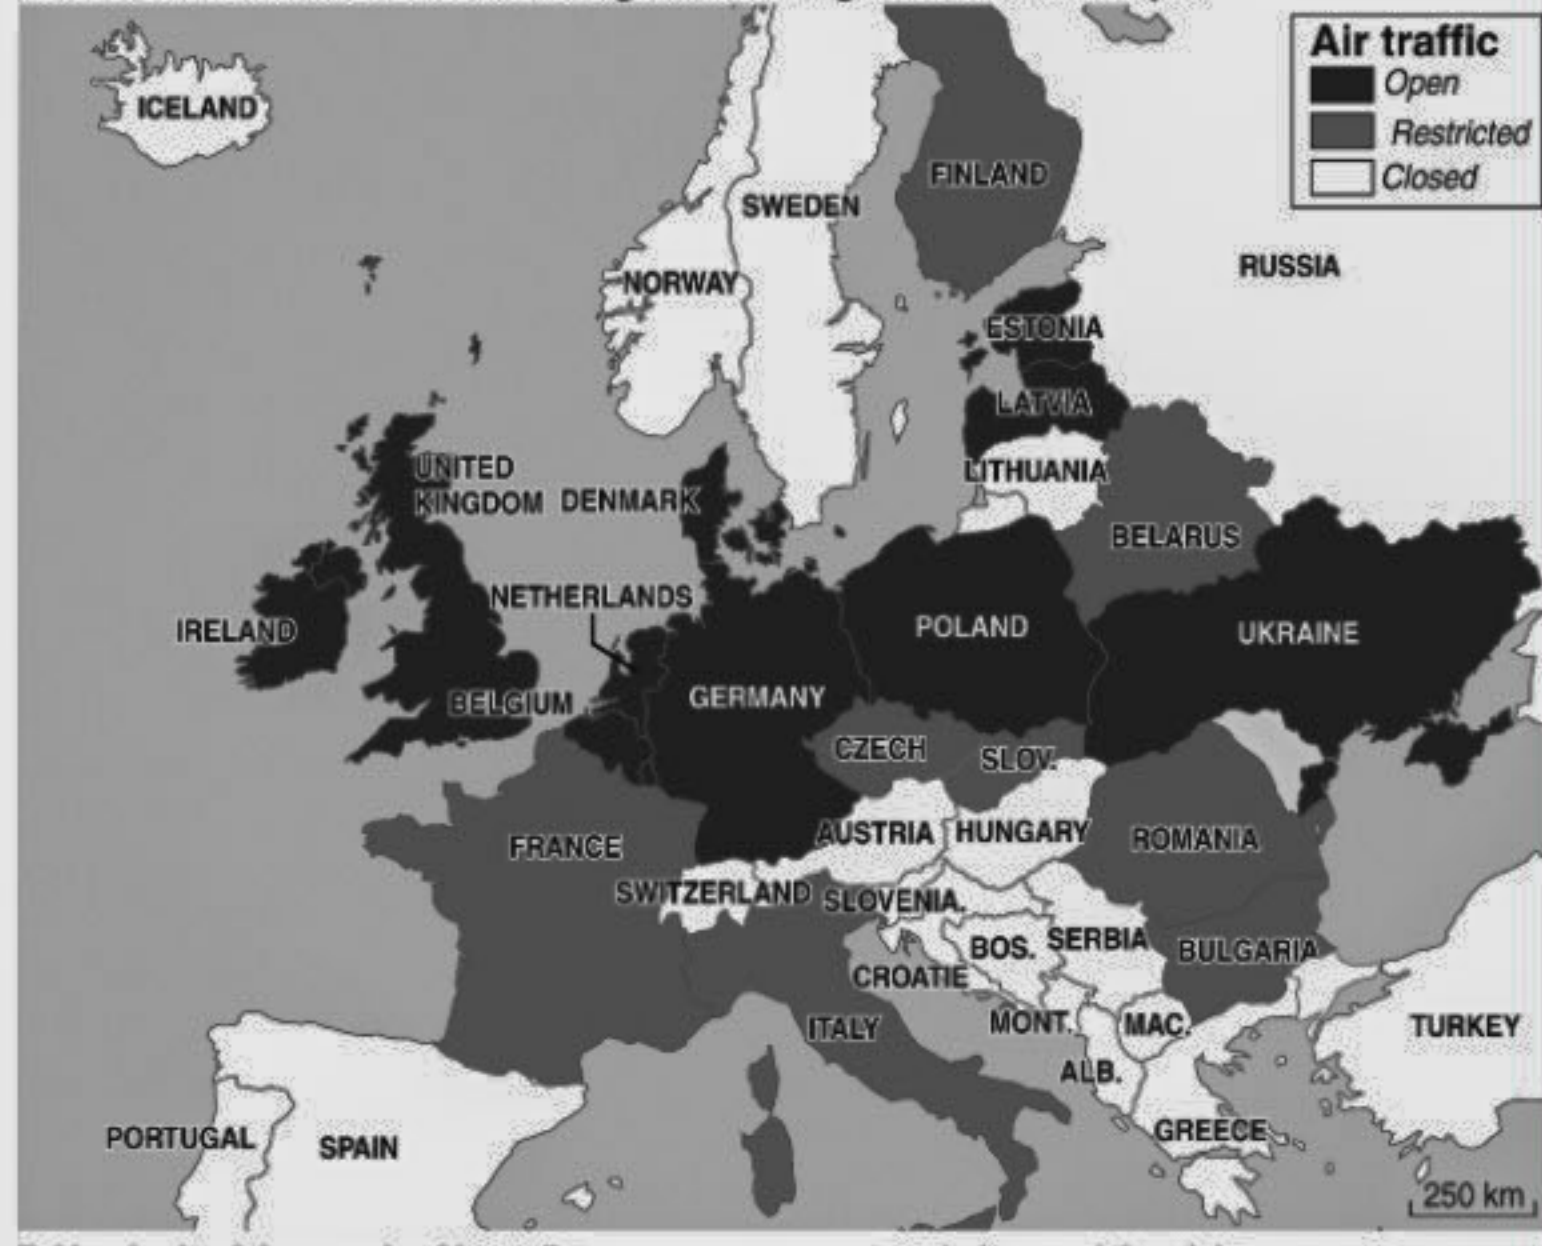 Air traffic
Open
Restricted
Closed
ICELAND
FINLAND
SWEDEN
RUSSIA
NORWAY
ESTONIA
LATVIA
UNITED
KINGDOM
DENMARK
LITHUANIA
BELARUS
NETHERLANDS
IRELAND
POLAND
UKRAINE
BELGIUM
GERMANY
CZECH
SLOV.
FRANCE
AUSTRIA
HUNGARY
ROMANIA
SWITZERLAND
SLOVENIA.
BOS.
SERBIA
BULGARIA
CROATIE
ITALY
MONT.
MAC.
TURKEY
ALB.
PORTUGAL
SPAIN
GREECE
250 km